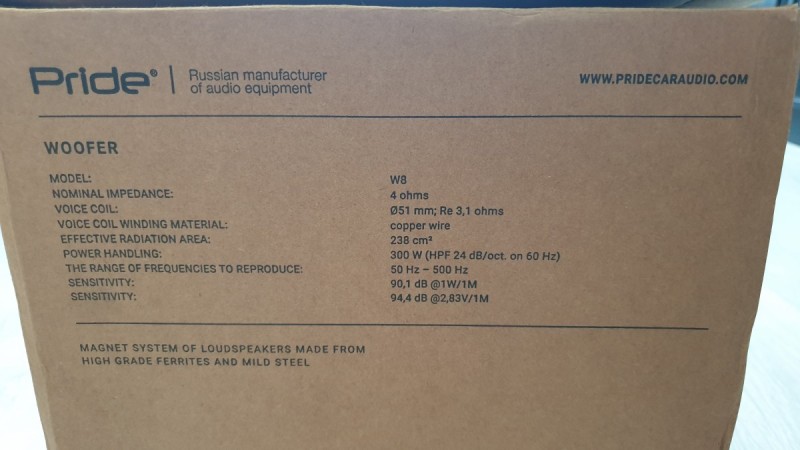 Pride® | Russian manufacturer
of audio equipment
WWW.PRIDECARAUDIO.COM
WOOFER
MODEL: W8
NOMINAL IMPEDANCE: 4 ohms
VOICE COIL: Ø51 mm; Re 3,1 ohms
VOICE COIL WINDING MATERIAL: copper wire
EFFECTIVE RADIATION AREA: 238 cm²
POWER HANDLING: 300 W (HPF 24 dB/oct. on 60 Hz)
THE RANGE OF FREQUENCIES TO REPRODUCE: 50 Hz – 500 Hz
SENSITIVITY: 90,1 dB @1W/1M
SENSITIVITY: 94,4 dB @2,83V/1M
MAGNET SYSTEM OF LOUDSPEAKERS MADE FROM
HIGH GRADE FERRITES AND MILD STEEL